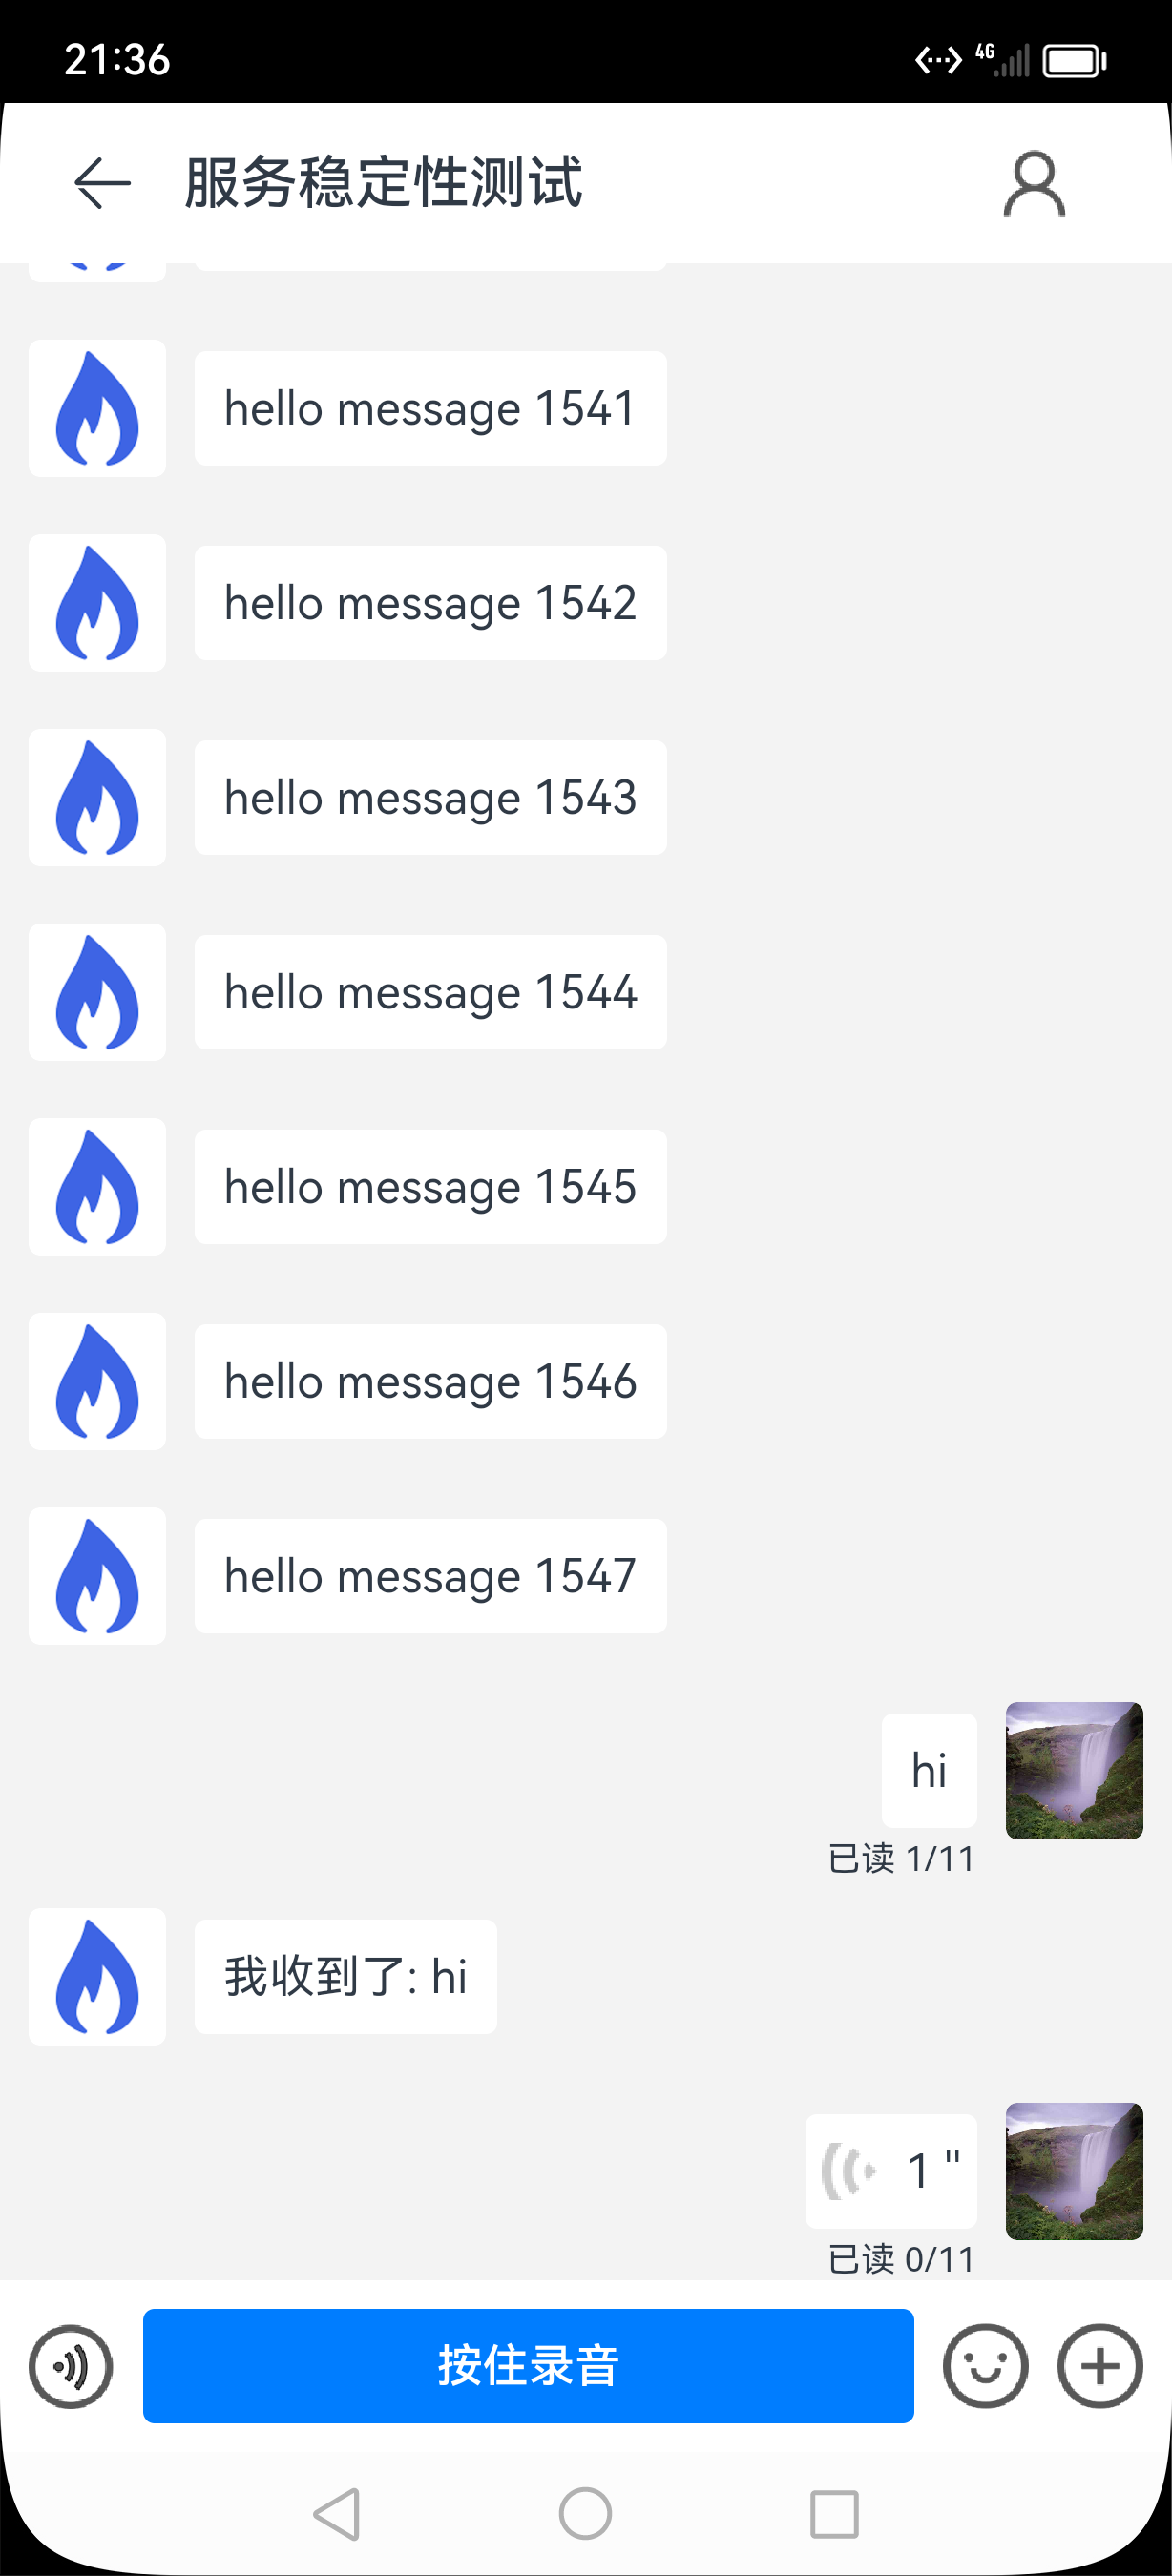 21:36
4G
服务稳定性测试
hello message 1541
hello message 1542
hello message 1543
hello message 1544
hello message 1545
hello message 1546
hello message 1547
hi
已读 1/11
我收到了: hi
1 "
已读 0/11
按住录音